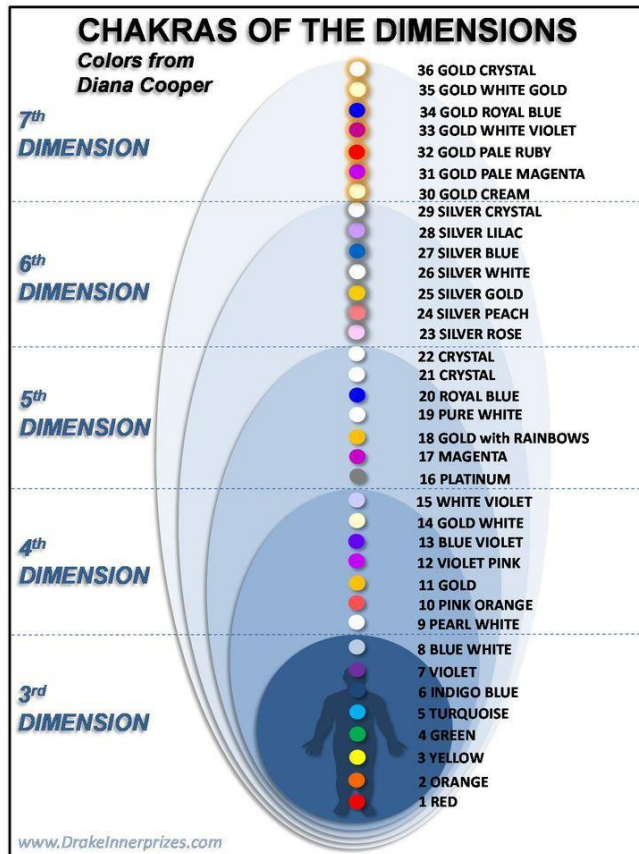 CHAKRAS OF THE DIMENSIONS
Colors from
Diana Cooper
7th
DIMENSION
36 GOLD CRYSTAL
35 GOLD WHITE GOLD
34 GOLD ROYAL BLUE
33 GOLD WHITE VIOLET
32 GOLD PALE RUBY
31 GOLD PALE MAGENTA
30 GOLD CREAM
6th
DIMENSION
29 SILVER CRYSTAL
28 SILVER LILAC
27 SILVER BLUE
26 SILVER WHITE
25 SILVER GOLD
24 SILVER PEACH
23 SILVER ROSE
5th
DIMENSION
22 CRYSTAL
21 CRYSTAL
20 ROYAL BLUE
19 PURE WHITE
18 GOLD with RAINBOWS
17 MAGENTA
16 PLATINUM
4th
DIMENSION
15 WHITE VIOLET
14 GOLD WHITE
13 BLUE VIOLET
12 VIOLET PINK
11 GOLD
10 PINK ORANGE
9 PEARL WHITE
3rd
DIMENSION
8 BLUE WHITE
7 VIOLET
6 INDIGO BLUE
5 TURQUOISE
4 GREEN
3 YELLOW
2 ORANGE
1 RED
www.DrakeInnerprizes.com